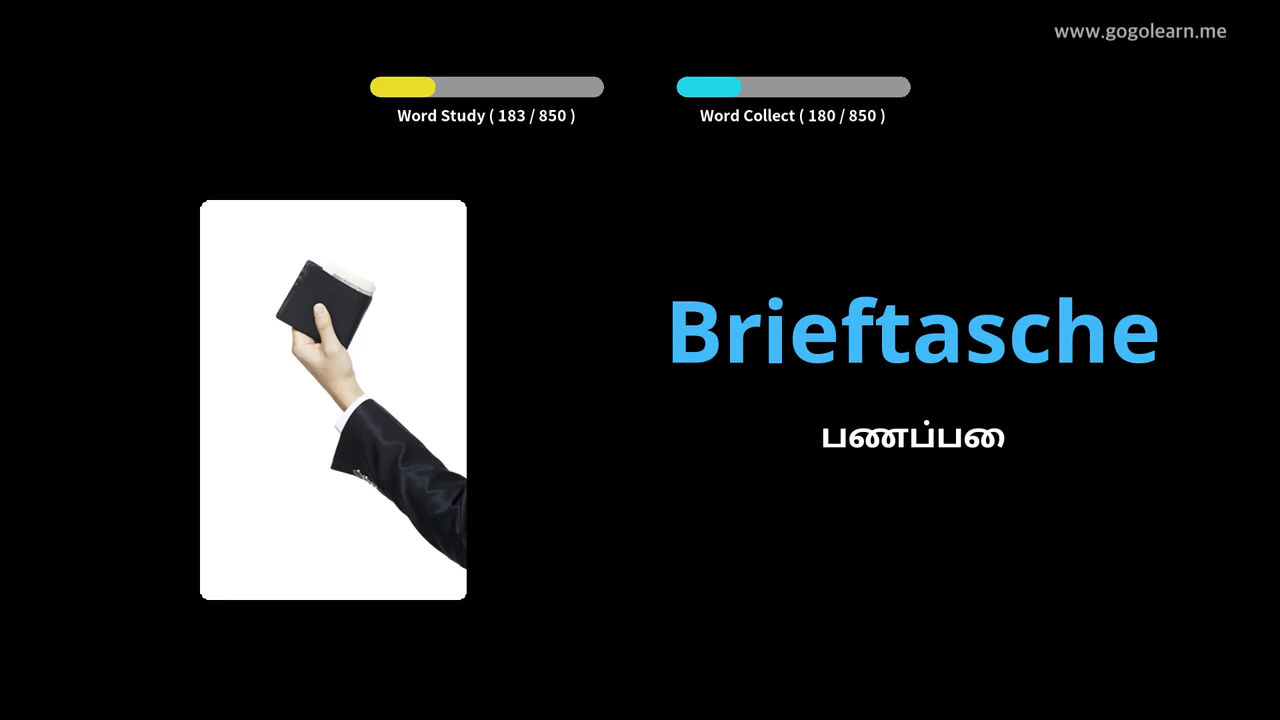 www.gogolearn.me
Word Study ( 183 / 850 )
Word Collect ( 180 / 850 )
Brieftasche
பணப்பை